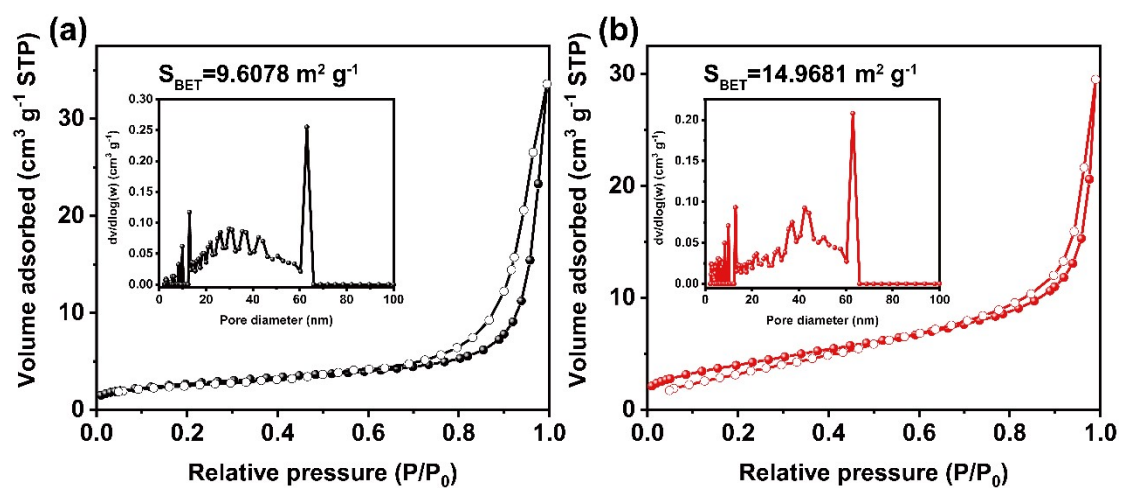 (a)
S_BET=9.6078 m² g⁻¹
Volume adsorbed (cm³ g⁻¹ STP)
30
20
10
0
0.0 0.2 0.4 0.6 0.8 1.0
Relative pressure (P/P₀)
dv/dlog(w) (cm³ g⁻¹)
0.30
0.25
0.20
0.15
0.10
0.05
0.00
0 20 40 60 80 100
Pore diameter (nm)
(b)
S_BET=14.9681 m² g⁻¹
Volume adsorbed (cm³ g⁻¹ STP)
30
20
10
0
0.0 0.2 0.4 0.6 0.8 1.0
Relative pressure (P/P₀)
dv/dlog(w) (cm³ g⁻¹)
0.20
0.15
0.10
0.05
0.00
0 20 40 60 80 100
Pore diameter (nm)